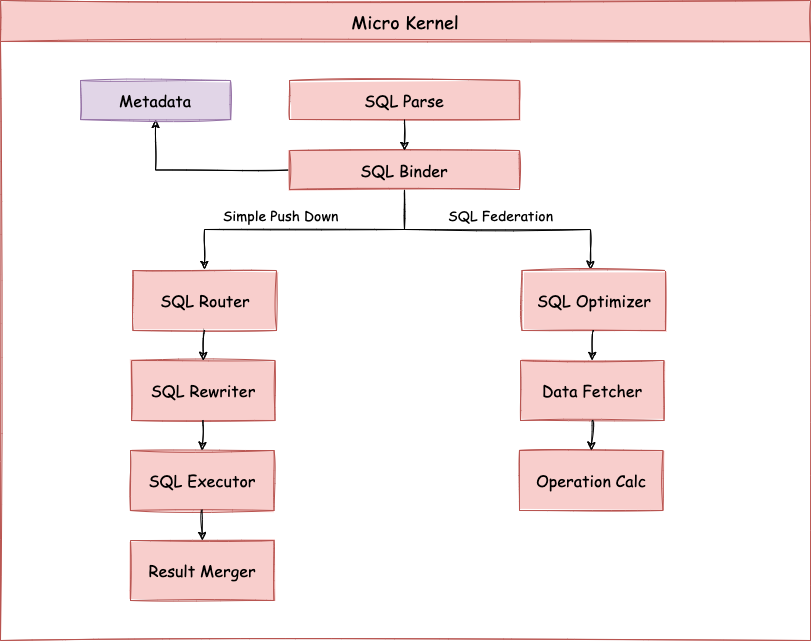 Micro Kernel
Metadata
SQL Parse
SQL Binder
Simple Push Down
SQL Federation
SQL Router
SQL Optimizer
SQL Rewriter
Data Fetcher
SQL Executor
Operation Calc
Result Merger